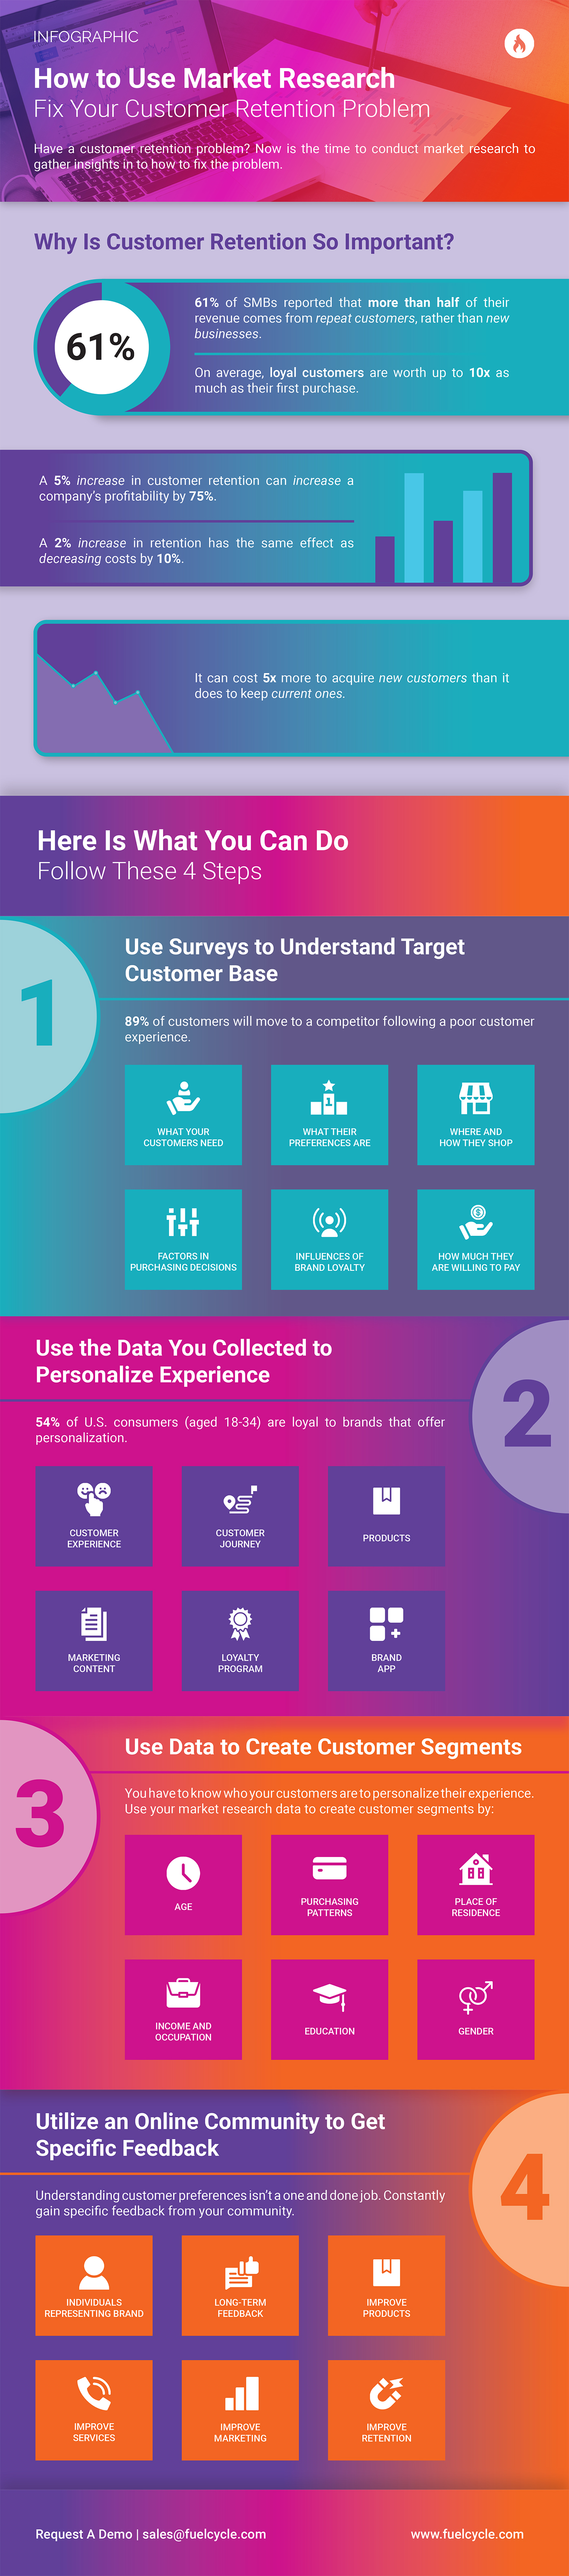 INFOGRAPHIC
How to Use Market Research
Fix Your Customer Retention Problem
Have a customer retention problem? Now is the time to conduct market research to
gather insights in to how to fix the problem.
Why Is Customer Retention So Important?
61%
61% of SMBs reported that more than half of their
revenue comes from repeat customers, rather than new
businesses.
On average, loyal customers are worth up to 10x as
much as their first purchase.
A 5% increase in customer retention can increase a
company's profitability by 75%.
A 2% increase in retention has the same effect as
decreasing costs by 10%.
It can cost 5x more to acquire new customers than it
does to keep current ones.
Here Is What You Can Do
Follow These 4 Steps
1
Use Surveys to Understand Target
Customer Base
89% of customers will move to a competitor following a poor customer
experience.
WHAT YOUR
CUSTOMERS NEED
1
WHAT THEIR
PREFERENCES ARE
WHERE AND
HOW THEY SHOP
FACTORS IN
PURCHASING DECISIONS
INFLUENCES OF
BRAND LOYALTY
$
HOW MUCH THEY
ARE WILLING TO PAY
2
Use the Data You Collected to
Personalize Experience
54% of U.S. consumers (aged 18-34) are loyal to brands that offer
personalization.
CUSTOMER
EXPERIENCE
CUSTOMER
JOURNEY
PRODUCTS
MARKETING
CONTENT
LOYALTY
PROGRAM
BRAND
APP
3
Use Data to Create Customer Segments
You have to know who your customers are to personalize their experience.
Use your market research data to create customer segments by:
AGE
PURCHASING
PATTERNS
PLACE OF
RESIDENCE
INCOME AND
OCCUPATION
EDUCATION
GENDER
4
Utilize an Online Community to Get
Specific Feedback
Understanding customer preferences isn't a one and done job. Constantly
gain specific feedback from your community.
INDIVIDUALS
REPRESENTING BRAND
LONG-TERM
FEEDBACK
IMPROVE
PRODUCTS
IMPROVE
SERVICES
IMPROVE
MARKETING
IMPROVE
RETENTION
Request A Demo | sales@fuelcycle.com
www.fuelcycle.com